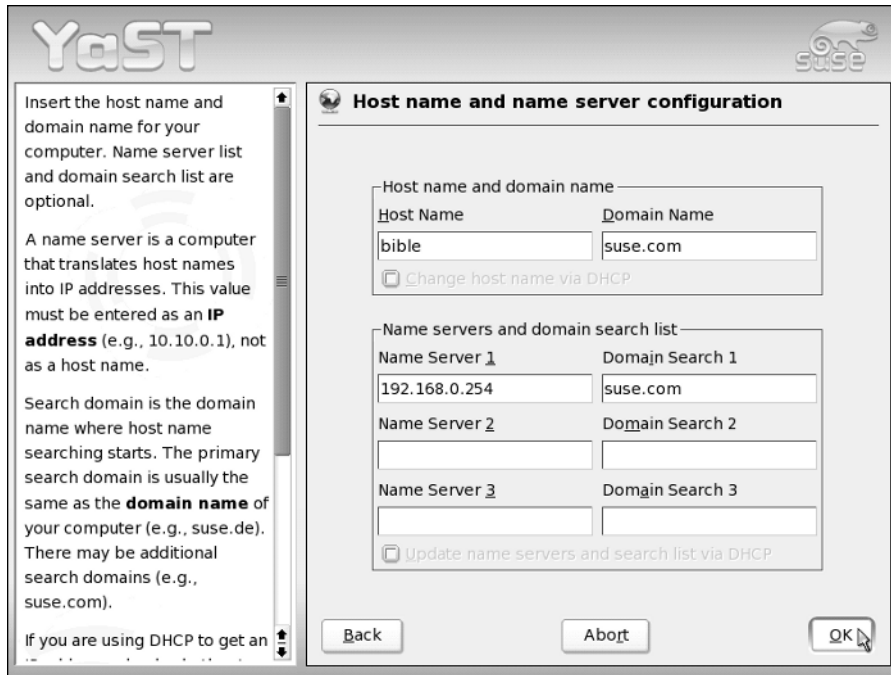 YaST
suse
Insert the host name and
domain name for your
computer. Name server list
and domain search list are
optional.
A name server is a computer
that translates host names
into IP addresses. This value
must be entered as an IP
address (e.g., 10.10.0.1), not
as a host name.
Search domain is the domain
name where host name
searching starts. The primary
search domain is usually the
same as the domain name of
your computer (e.g., suse.de).
There may be additional
search domains (e.g.,
suse.com).
If you are using DHCP to get an
Host name and name server configuration
Host name and domain name
Host Name Domain Name
bible suse.com
Change host name via DHCP
Name servers and domain search list
Name Server 1 Domain Search 1
192.168.0.254 suse.com
Name Server 2 Domain Search 2
Name Server 3 Domain Search 3
Update name servers and search list via DHCP
Back Abort OK